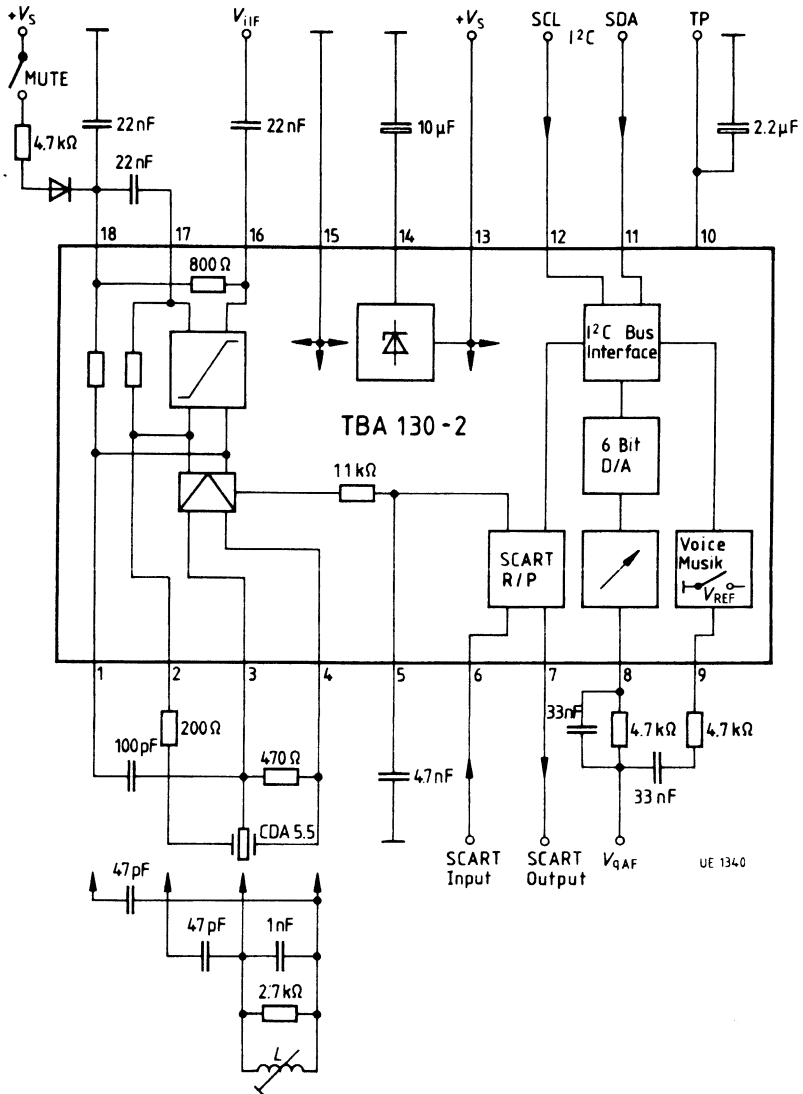 +VS
ViIF
+VS
SCL
I²C
SDA
TP
MUTE
22nF
22nF
10µF
2.2µF
4.7kΩ
22nF
18
17
16
15
14
13
12
11
10
800Ω
I²C Bus
Interface
TBA 130-2
6 Bit
D/A
11kΩ
SCART
R/P
Voice
Musik
VREF
1
2
3
4
5
6
7
8
9
200Ω
33nF
4.7kΩ
4.7kΩ
100pF
470Ω
4.7nF
33nF
CDA 5.5
SCART
Input
SCART
Output
VqAF
UE 1340
47pF
47pF
1nF
2.7kΩ
L